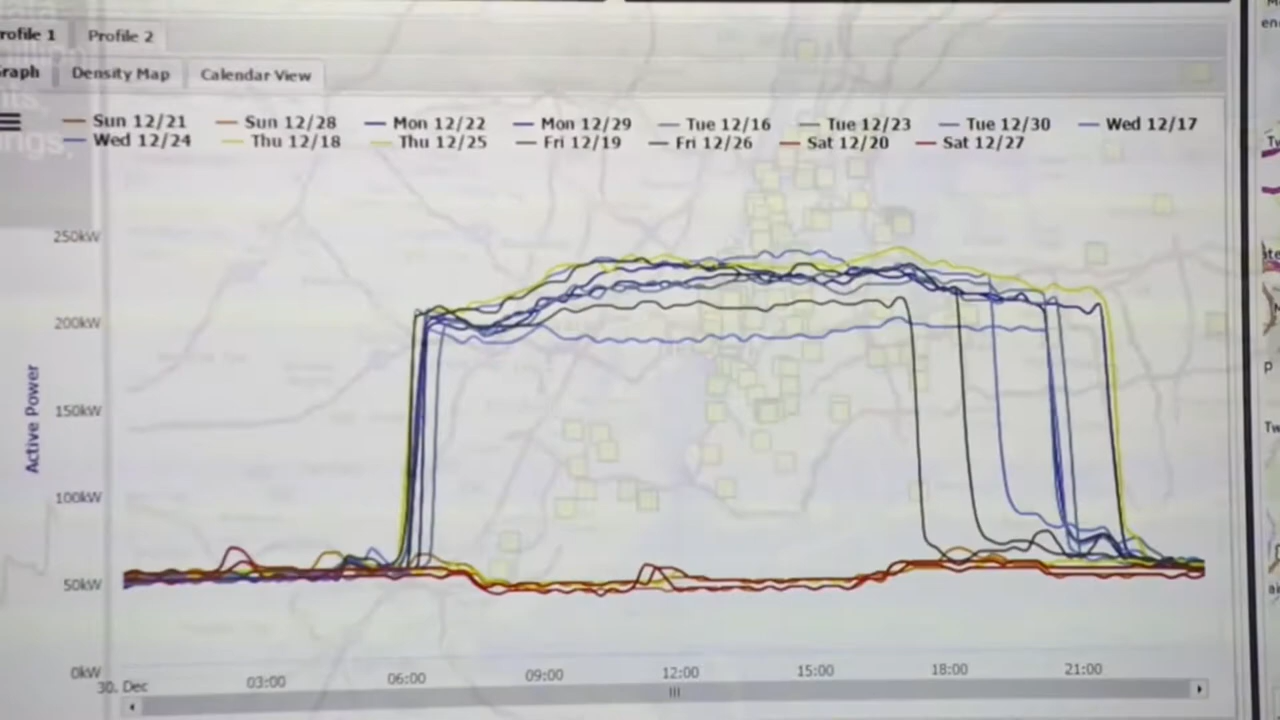 rofile 1 Profile 2
raph Density Map Calendar View
Sun 12/21 Sun 12/28 Mon 12/22 Mon 12/29 Tue 12/16 Tue 12/23 Tue 12/30 Wed 12/17
Wed 12/24 Thu 12/18 Thu 12/25 Fri 12/19 Fri 12/26 Sat 12/20 Sat 12/27
250kW
200kW
150kW
100kW
50kW
0kW
Active Power
30. Dec 03:00 06:00 09:00 12:00 15:00 18:00 21:00